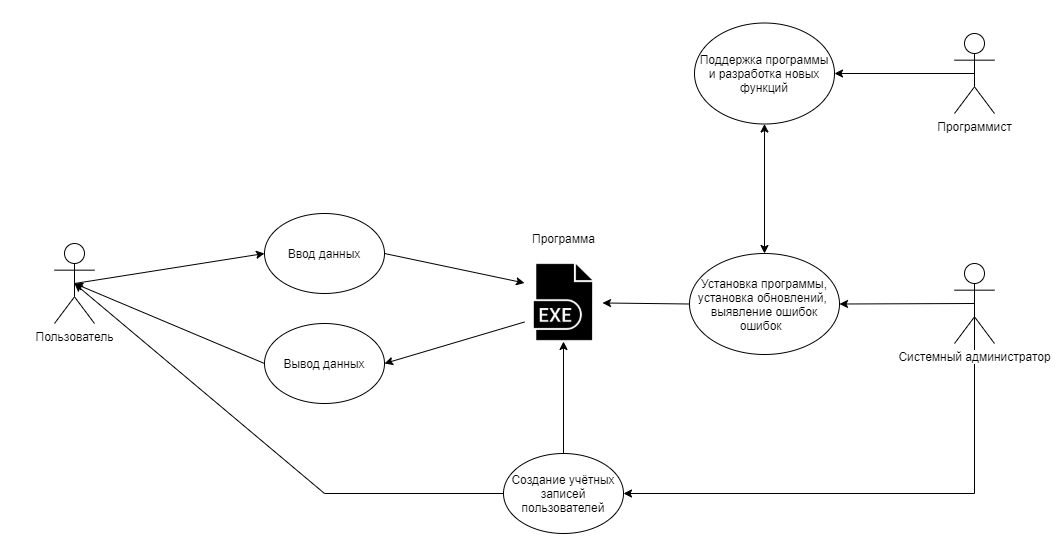 Поддержка программы
и разработка новых
функций
Программист
Ввод данных
Программа
EXE
Пользователь
Вывод данных
Установка программы,
установка обновлений,
выявление ошибок
ошибок
Системный администратор
Создание учётных
записей
пользователей